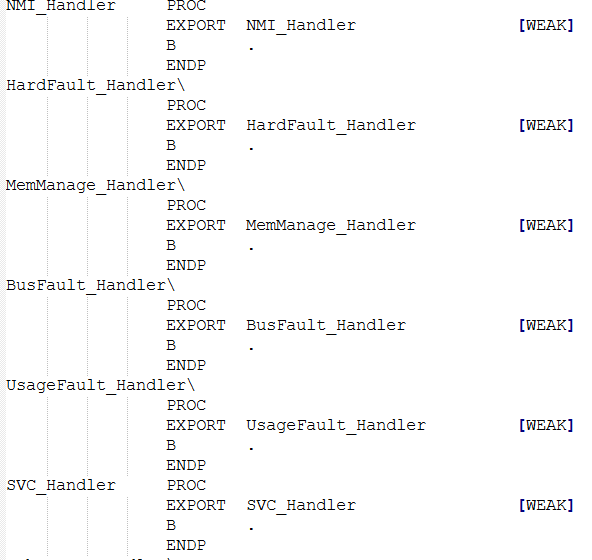 NMI_Handler     PROC
                EXPORT  NMI_Handler                [WEAK]
                B       .
                ENDP
HardFault_Handler\
                PROC
                EXPORT  HardFault_Handler          [WEAK]
                B       .
                ENDP
MemManage_Handler\
                PROC
                EXPORT  MemManage_Handler          [WEAK]
                B       .
                ENDP
BusFault_Handler\
                PROC
                EXPORT  BusFault_Handler           [WEAK]
                B       .
                ENDP
UsageFault_Handler\
                PROC
                EXPORT  UsageFault_Handler         [WEAK]
                B       .
                ENDP
SVC_Handler     PROC
                EXPORT  SVC_Handler                [WEAK]
                B       .
                ENDP